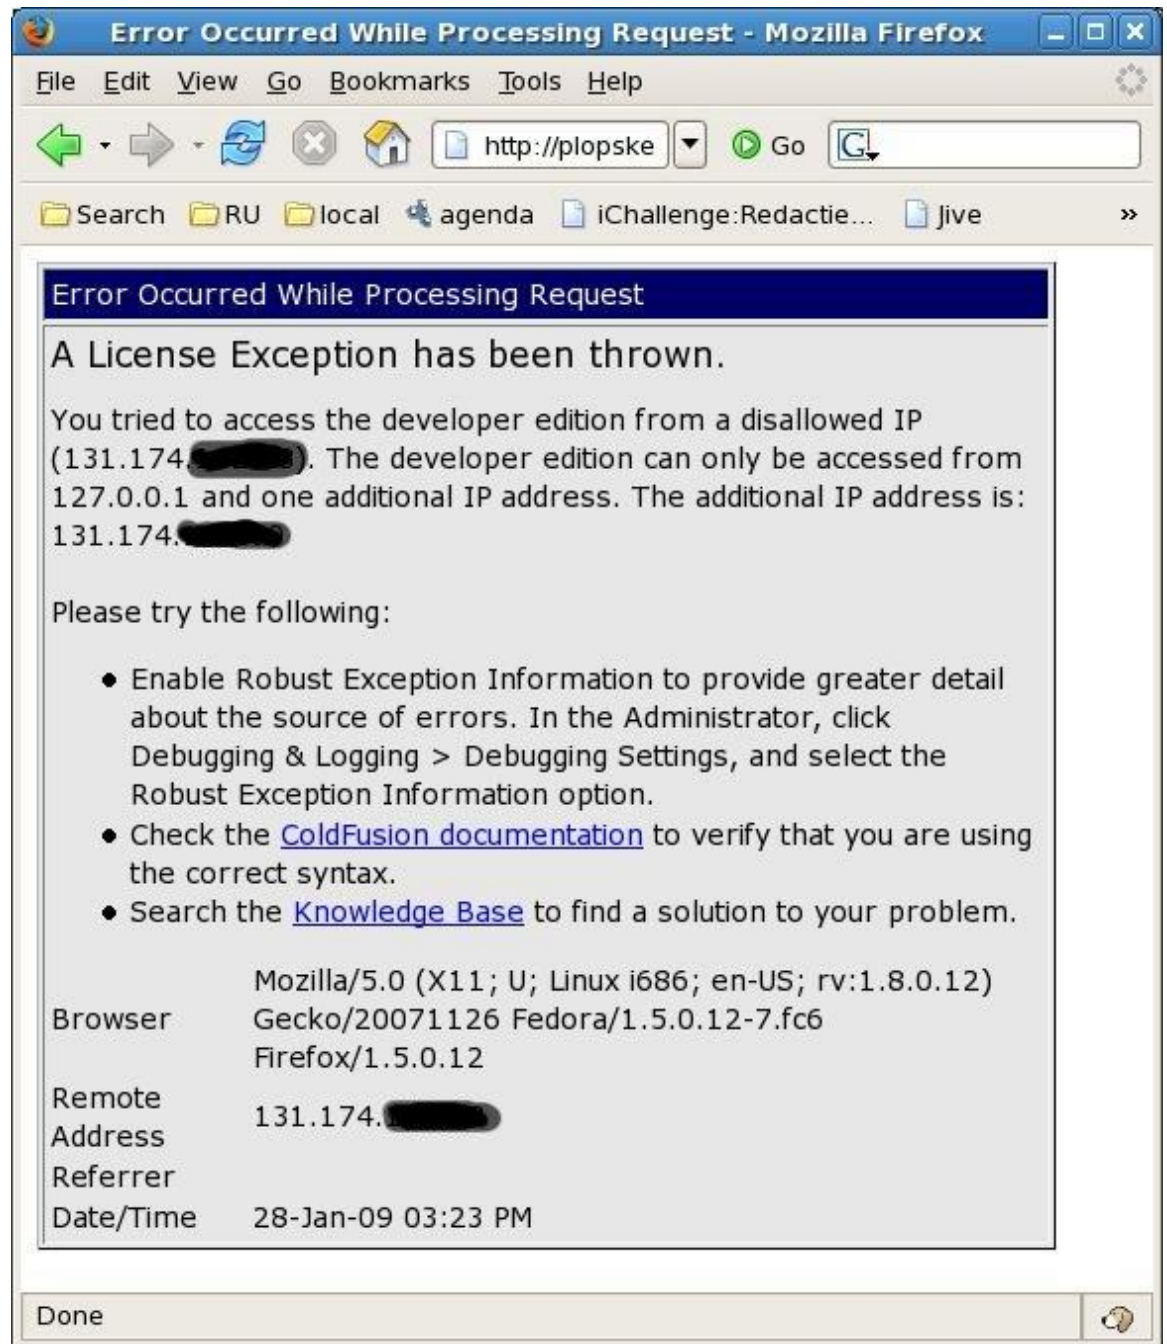 Error Occurred While Processing Request - Mozilla Firefox
File Edit View Go Bookmarks Tools Help
http://plopske Go G
Search RU local agenda iChallenge:Redactie... Jive »
Error Occurred While Processing Request
A License Exception has been thrown.
You tried to access the developer edition from a disallowed IP
(131.174. ). The developer edition can only be accessed from
127.0.0.1 and one additional IP address. The additional IP address is:
131.174.
Please try the following:
• Enable Robust Exception Information to provide greater detail
about the source of errors. In the Administrator, click
Debugging & Logging > Debugging Settings, and select the
Robust Exception Information option.
• Check the ColdFusion documentation to verify that you are using
the correct syntax.
• Search the Knowledge Base to find a solution to your problem.
Mozilla/5.0 (X11; U; Linux i686; en-US; rv:1.8.0.12)
Browser Gecko/20071126 Fedora/1.5.0.12-7.fc6
Firefox/1.5.0.12
Remote
Address 131.174.
Referrer
Date/Time 28-Jan-09 03:23 PM
Done